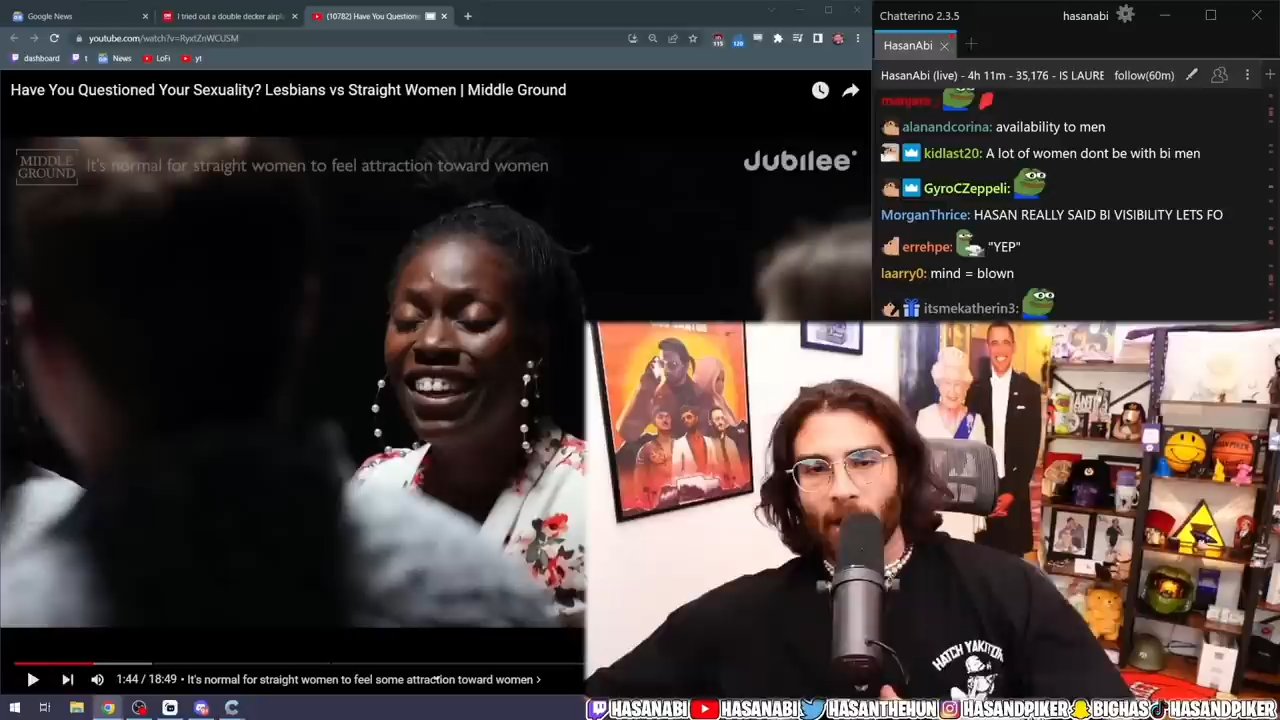 Google News
I tried out a double decker airpl
(10782) Have You Question
youtube.com/watch?v=RyxtZnWCUSM
115
120
dashboard
t
News
LoFi
yt
Have You Questioned Your Sexuality? Lesbians vs Straight Women | Middle Ground
MIDDLE
GROUND
It's normal for straight women to feel attraction toward women
Jubilee
1:44 / 18:49 • It's normal for straight women to feel some attraction toward women
Chatterino 2.3.5
hasanabi
HasanAbi
HasanAbi (live) - 4h 11m - 35,176 - IS LAURE
follow(60m)
alanandcorina: availability to men
kidlast20: A lot of women dont be with bi men
GyroCZeppeli:
MorganThrice: HASAN REALLY SAID BI VISIBILITY LETS FO
errehpe: "YEP"
laarry0: mind = blown
itsmekatherin3:
HATCH YAKITORI
HASANABI
HASANABI
HASANTHEHUN
HASANDPIKER
BIGHAS
HASANDPIKER